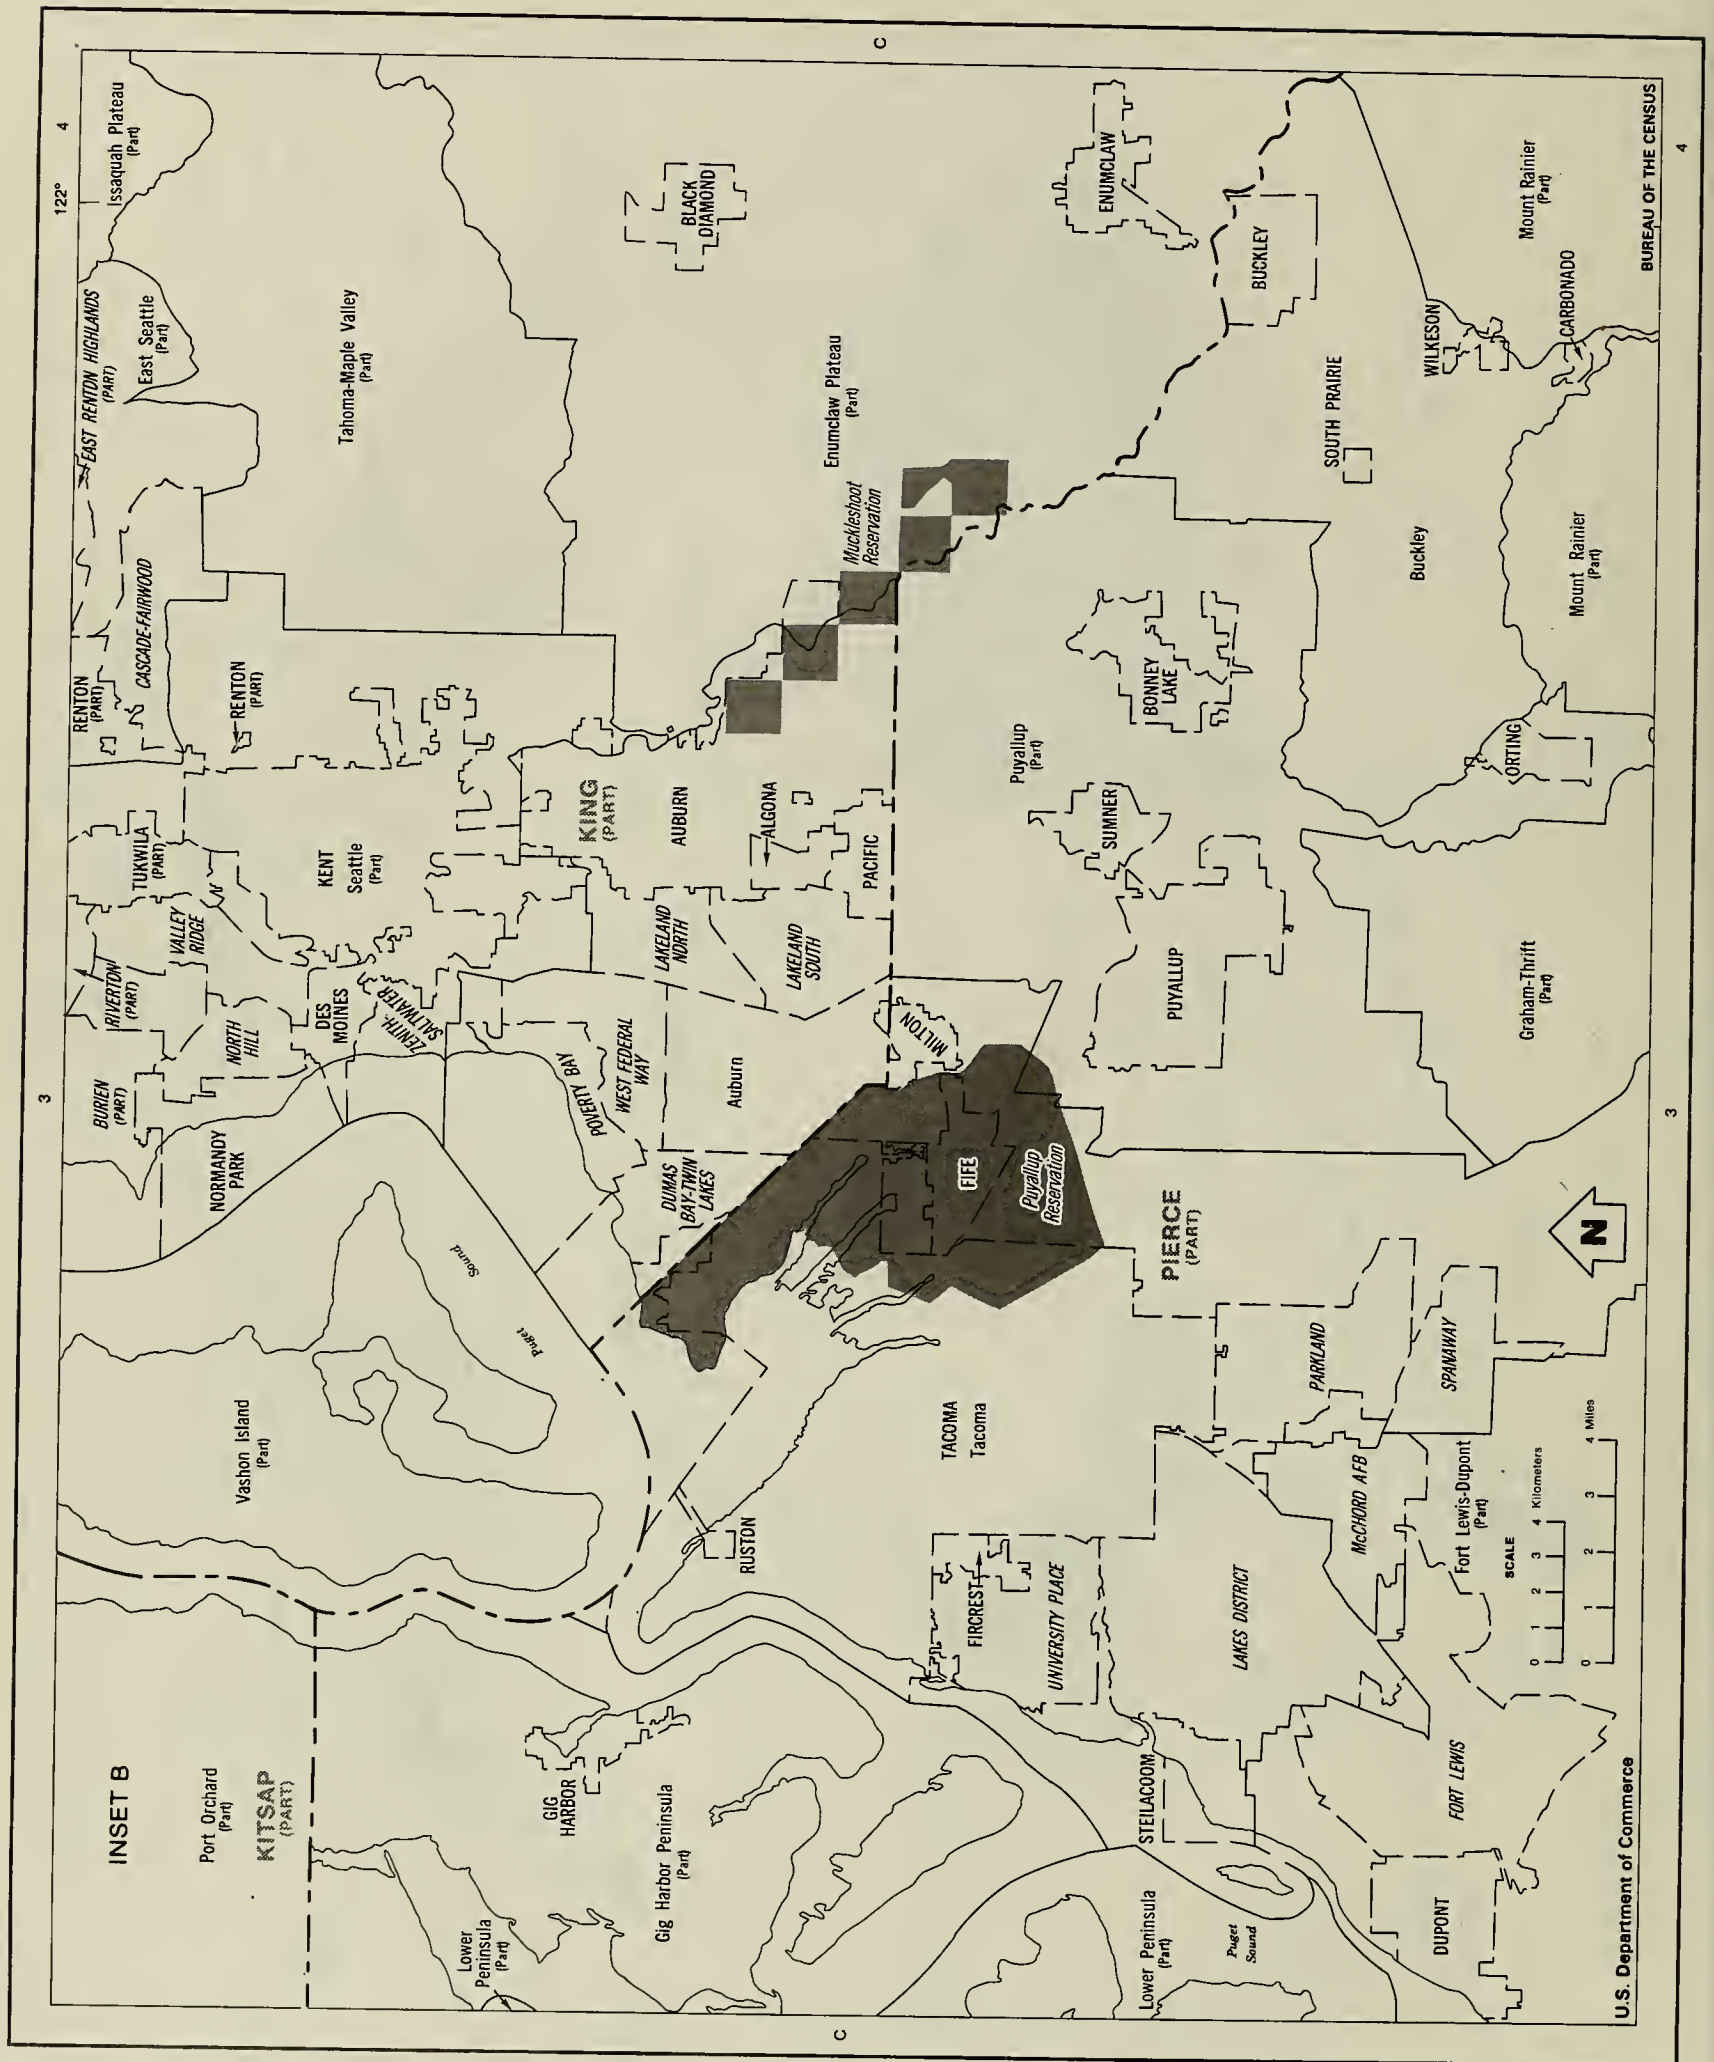 INSET B
Port Orchard
(Part)
KITSAP
(PART)
Lower
Peninsula
(Part)
GIG
HARBOR
Gig Harbor Peninsula
(Part)
Vashon Island
(Part)
Puget
Sound
NORMANDY
PARK
BURIEN
(PART)
RIVERTON
(PART)
NORTH
HILL
VALLEY
RIDGE
TUKWILA
(PART)
DES
MOINES
ZENITH-
SALTWATER
KENT
Seattle
(Part)
RENTON
(PART)
CASCADE-FAIRWOOD
RENTON
(PART)
EAST RENTON HIGHLANDS
(PART)
East Seattle
(Part)
Issaquah Plateau
(Part)
Tahoma-Maple Valley
(Part)
122°
4
3
C
POVERTY BAY
WEST FEDERAL
WAY
DUMAS
BAY-TWIN
LAKES
Auburn
LAKELAND
NORTH
LAKELAND
SOUTH
KING
(PART)
AUBURN
ALGONA
PACIFIC
BLACK
DIAMOND
Enumclaw Plateau
(Part)
Muckleshoot
Reservation
ENUMCLAW
BUCKLEY
RUSTON
TACOMA
Tacoma
MILTON
FIFE
Puyallup
Reservation
PIERCE
(PART)
PUYALLUP
Puyallup
(Part)
SUMNER
BONNEY
LAKE
SOUTH PRAIRIE
Buckley
WILKESON
CARBONADO
Mount Rainier
(Part)
Mount Rainier
(Part)
ORTING
Graham-Thrift
(Part)
FIRCREST
UNIVERSITY PLACE
LAKES DISTRICT
PARKLAND
SPANAWAY
McCHORD AFB
Fort Lewis-Dupont
(Part)
STEILACOOM
Lower Peninsula
(Part)
Puget
Sound
DUPONT
FORT LEWIS
SCALE
0 1 2 3 4 Kilometers
0 1 2 3 4 Miles
N
C
3
4
U.S. Department of Commerce
BUREAU OF THE CENSUS